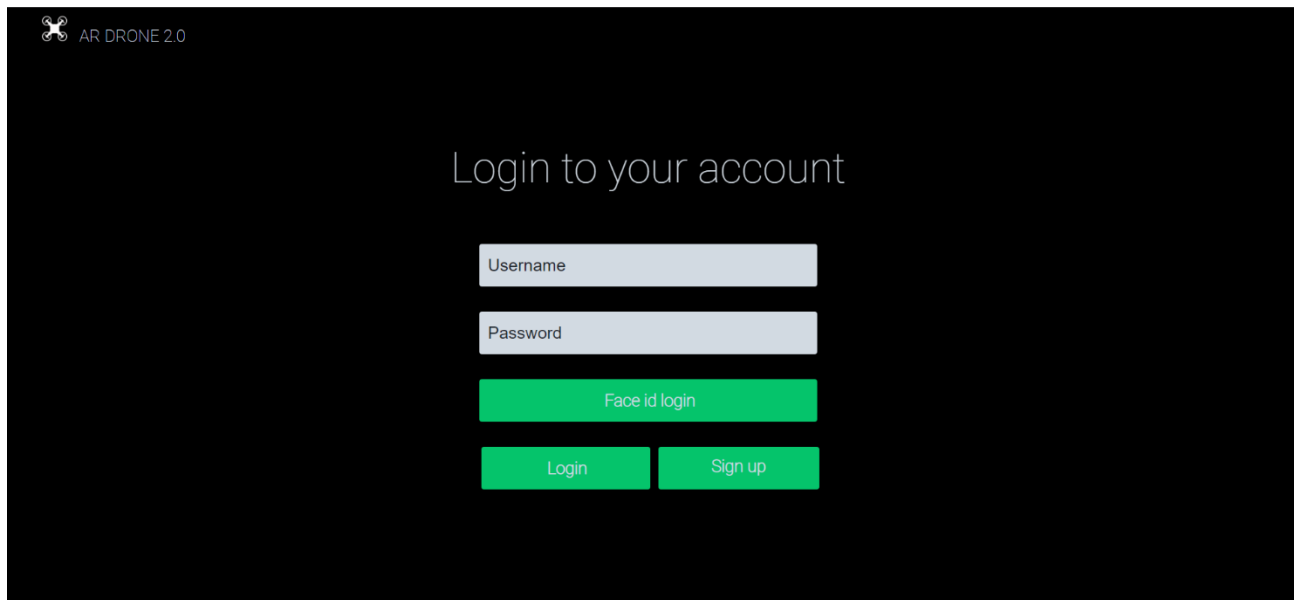 AR DRONE 2.0
Login to your account
Username
Password
Face id login
Login
Sign up